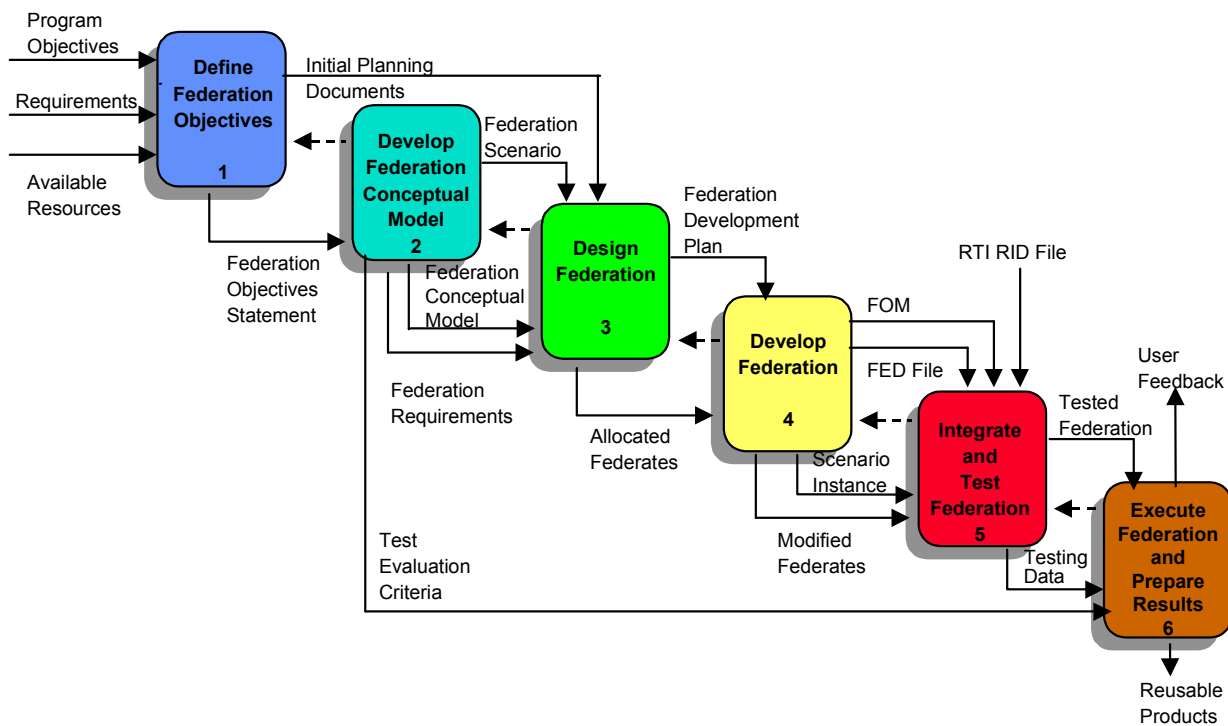 Program
Objectives
Requirements
Available
Resources
Define
Federation
Objectives
1
Initial Planning
Documents
Federation
Objectives
Statement
Develop
Federation
Conceptual
Model
2
Federation
Scenario
Federation
Conceptual
Model
Federation
Requirements
Test
Evaluation
Criteria
Design
Federation
3
Federation
Development
Plan
Allocated
Federates
Develop
Federation
4
FOM
FED File
RTI RID File
Scenario
Instance
Modified
Federates
Integrate
and
Test
Federation
5
Tested
Federation
Testing
Data
User
Feedback
Execute
Federation
and
Prepare
Results
6
Reusable
Products